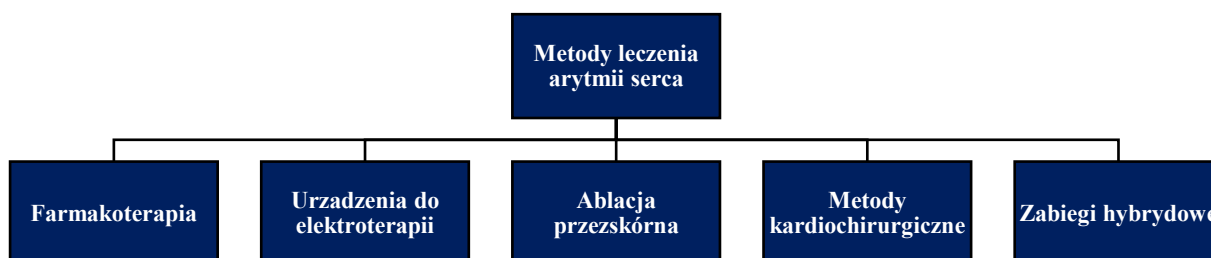 Metody leczenia
arytmii serca
Farmakoterapia
Urzadzenia do
elektroterapii
Ablacja
przezskórna
Metody
kardiochirurgiczne
Zabiegi hybrydowe